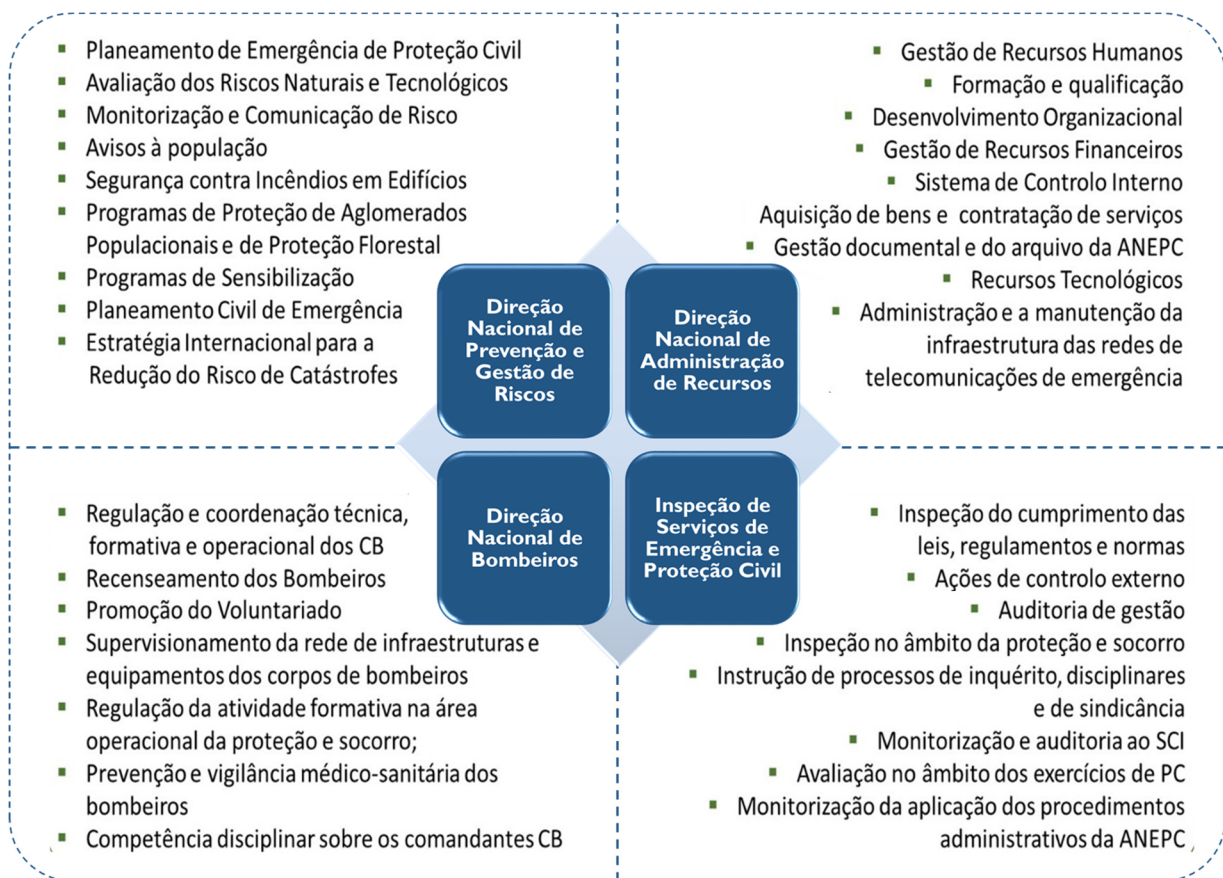 ▪ Planeamento de Emergência de Proteção Civil
▪ Avaliação dos Riscos Naturais e Tecnológicos
▪ Monitorização e Comunicação de Risco
▪ Avisos à população
▪ Segurança contra Incêndios em Edifícios
▪ Programas de Proteção de Aglomerados
Populacionais e de Proteção Florestal
▪ Programas de Sensibilização
▪ Planeamento Civil de Emergência
▪ Estratégia Internacional para a
Redução do Risco de Catástrofes
▪ Gestão de Recursos Humanos
▪ Formação e qualificação
▪ Desenvolvimento Organizacional
▪ Gestão de Recursos Financeiros
▪ Sistema de Controlo Interno
Aquisição de bens e contratação de serviços
▪ Gestão documental e do arquivo da ANEPC
▪ Recursos Tecnológicos
▪ Administração e a manutenção da
infraestrutura das redes de
telecomunicações de emergência
Direção
Nacional de
Prevenção e
Gestão de
Riscos
Direção
Nacional de
Administração
de Recursos
Direção
Nacional de
Bombeiros
Inspeção de
Serviços de
Emergência e
Proteção Civil
▪ Regulação e coordenação técnica,
formativa e operacional dos CB
▪ Recenseamento dos Bombeiros
▪ Promoção do Voluntariado
▪ Supervisionamento da rede de infraestruturas e
equipamentos dos corpos de bombeiros
▪ Regulação da atividade formativa na área
operacional da proteção e socorro;
▪ Prevenção e vigilância médico-sanitária dos
bombeiros
▪ Competência disciplinar sobre os comandantes CB
▪ Inspeção do cumprimento das
leis, regulamentos e normas
▪ Ações de controlo externo
▪ Auditoria de gestão
▪ Inspeção no âmbito da proteção e socorro
▪ Instrução de processos de inquérito, disciplinares
e de sindicância
▪ Monitorização e auditoria ao SCI
▪ Avaliação no âmbito dos exercícios de PC
▪ Monitorização da aplicação dos procedimentos
administrativos da ANEPC